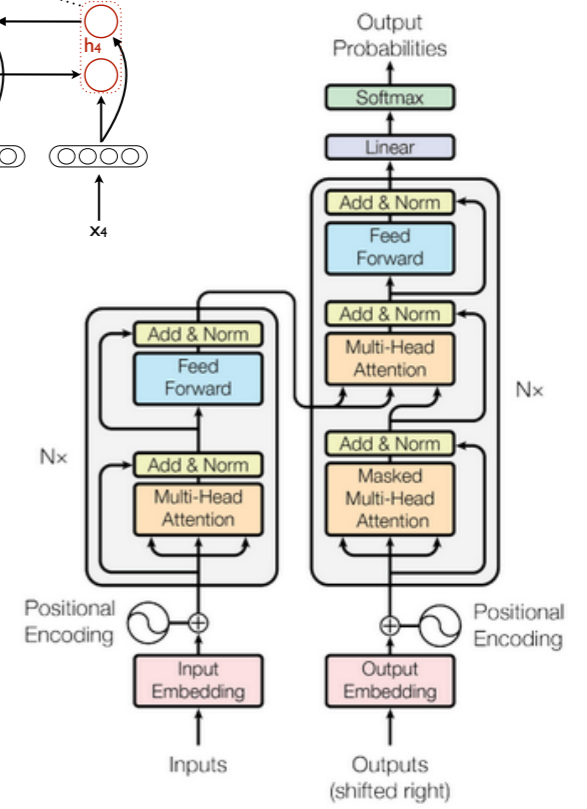 h4
x4
Output
Probabilities
Softmax
Linear
Add & Norm
Feed
Forward
Add & Norm
Multi-Head
Attention
Nx
Add & Norm
Masked
Multi-Head
Attention
Positional
Encoding
Output
Embedding
Outputs
(shifted right)
Add & Norm
Feed
Forward
Nx
Add & Norm
Multi-Head
Attention
Positional
Encoding
Input
Embedding
Inputs